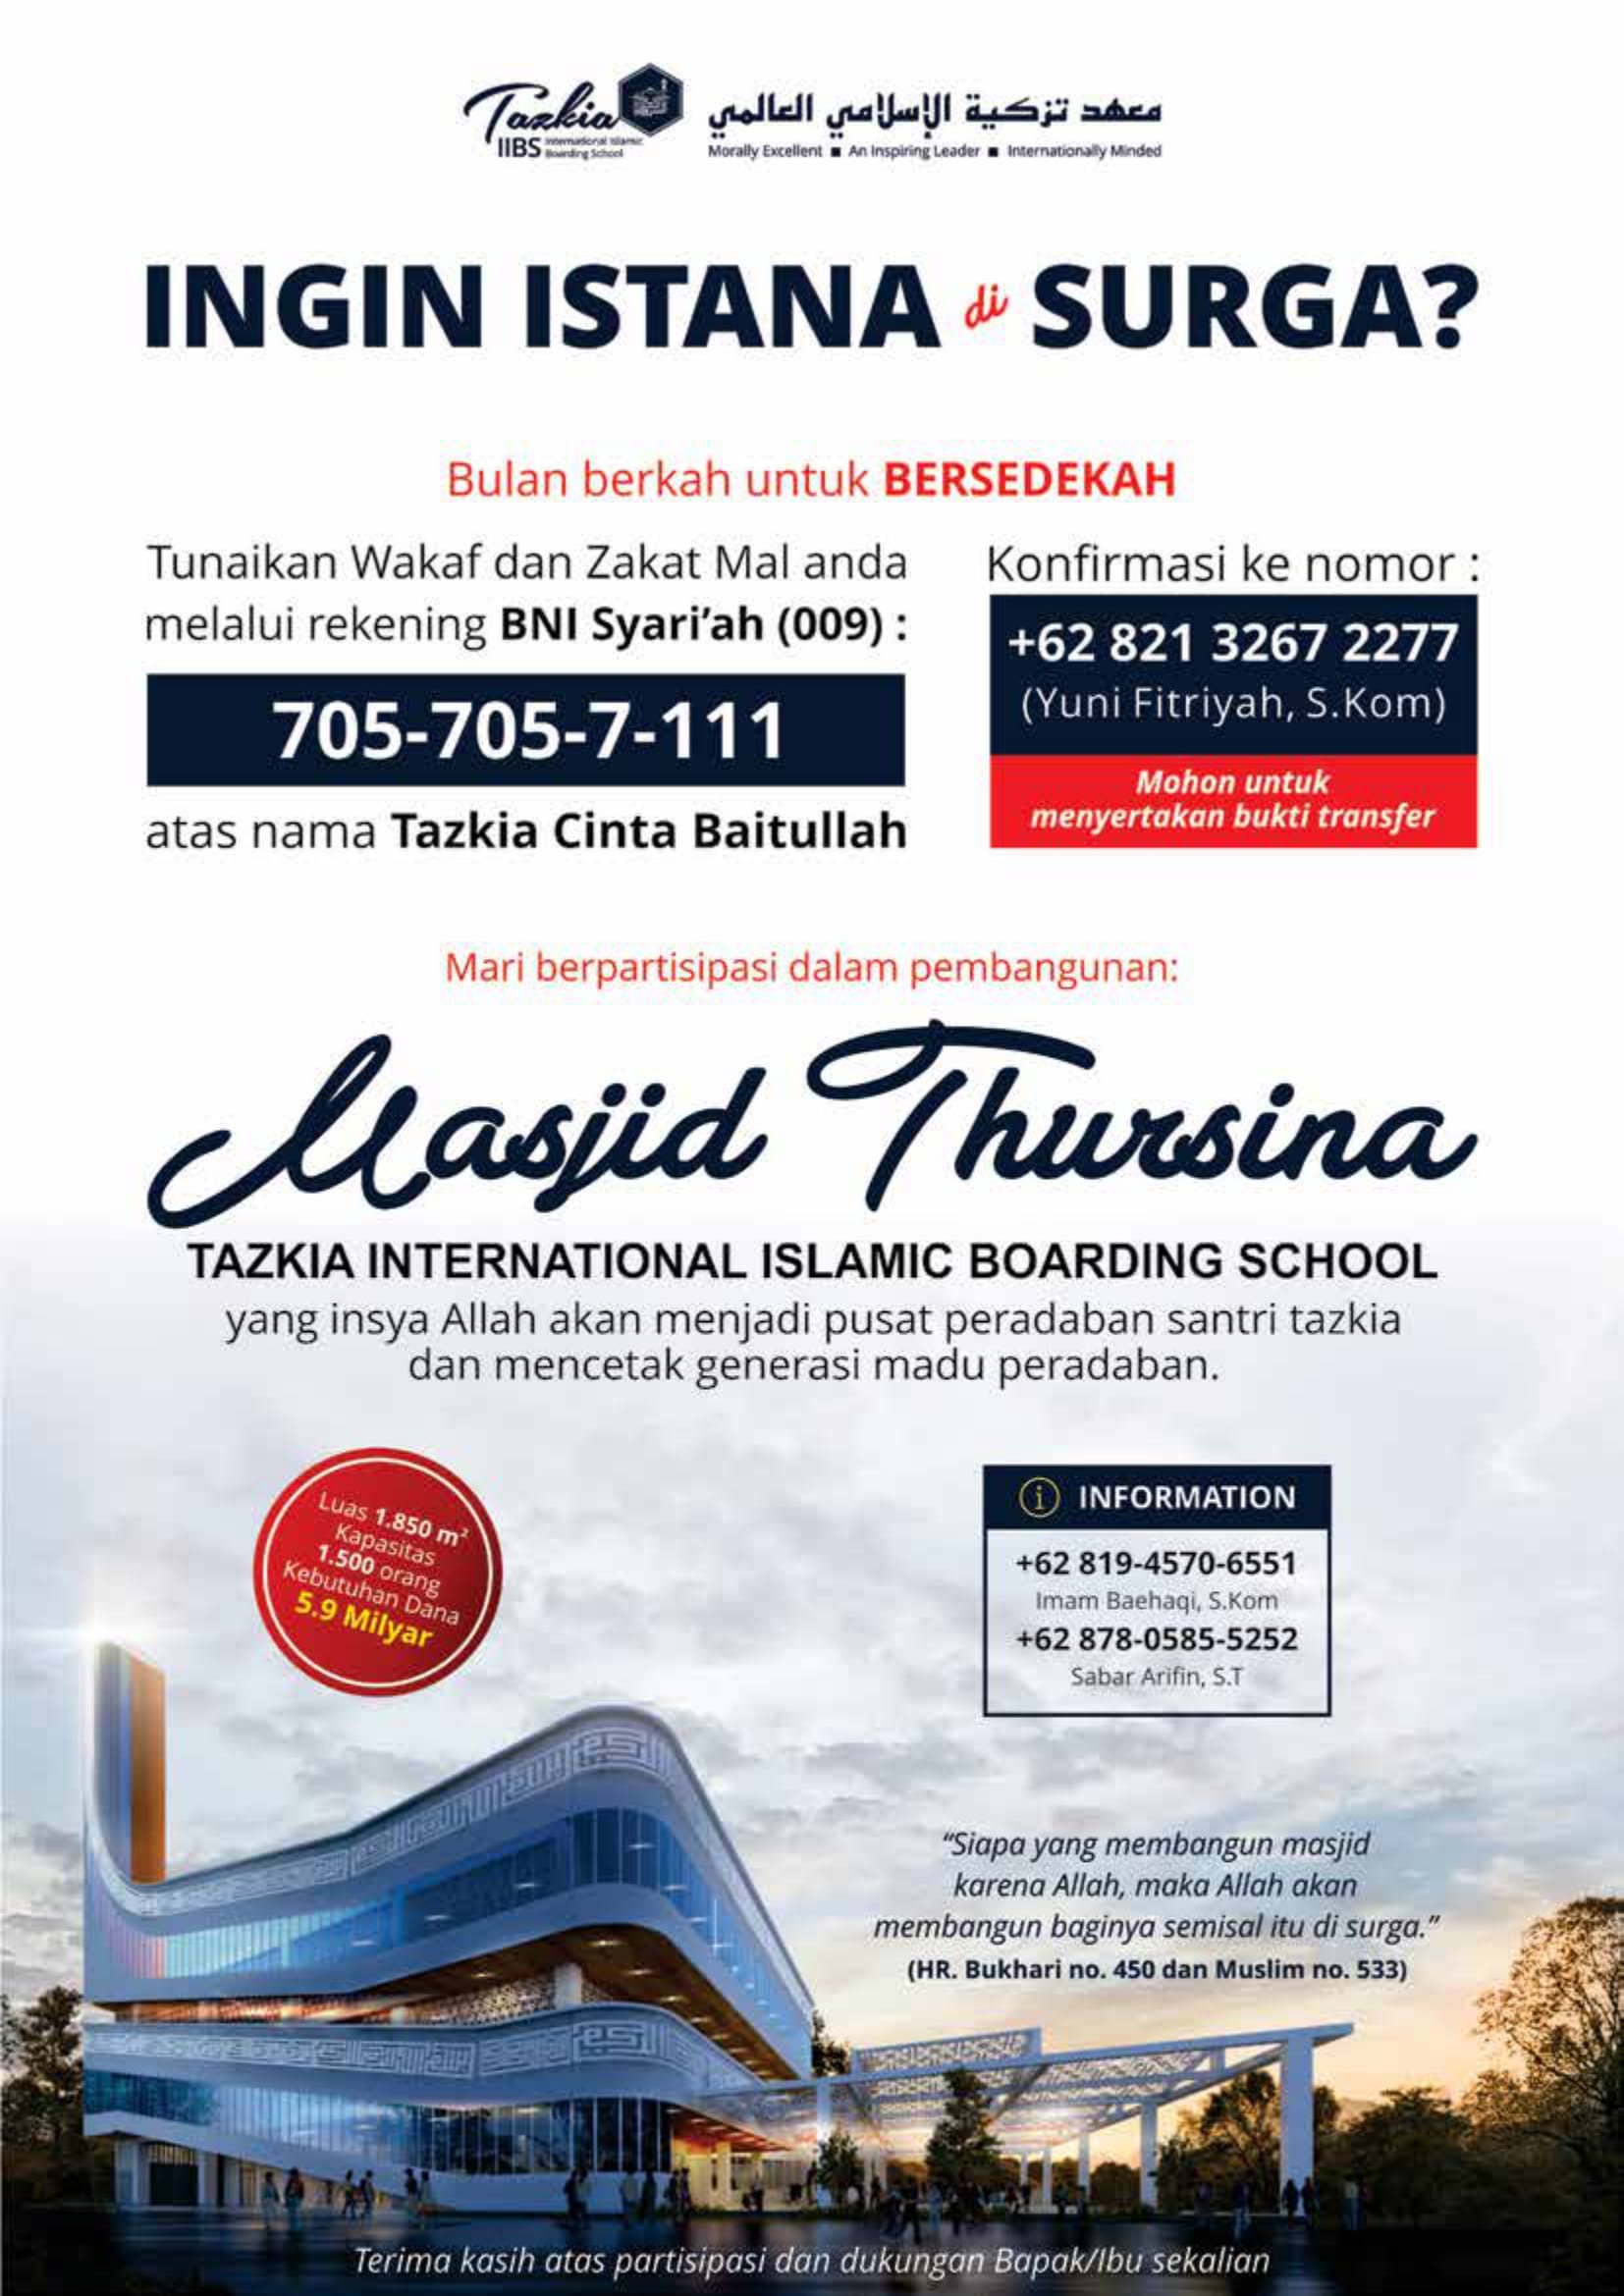 Tazkia
IIBS International Islamic
Boarding School
معهد تزكية الإسلامي العالمي
Morally Excellent ■ An Inspiring Leader ■ Internationally Minded
INGIN ISTANA di SURGA?
Bulan berkah untuk BERSEDEKAH
Tunaikan Wakaf dan Zakat Mal anda
melalui rekening BNI Syari'ah (009) :
705-705-7-111
atas nama Tazkia Cinta Baitullah
Konfirmasi ke nomor :
+62 821 3267 2277
(Yuni Fitriyah, S.Kom)
Mohon untuk
menyertakan bukti transfer
Mari berpartisipasi dalam pembangunan:
Masjid Thursina
TAZKIA INTERNATIONAL ISLAMIC BOARDING SCHOOL
yang insya Allah akan menjadi pusat peradaban santri tazkia
dan mencetak generasi madu peradaban.
Luas 1.850 m²
Kapasitas
1.500 orang
Kebutuhan Dana
5.9 Milyar
i INFORMATION
+62 819-4570-6551
Imam Baehaqi, S.Kom
+62 878-0585-5252
Sabar Arifin, S.T
"Siapa yang membangun masjid
karena Allah, maka Allah akan
membangun baginya semisal itu di surga."
(HR. Bukhari no. 450 dan Muslim no. 533)
Terima kasih atas partisipasi dan dukungan Bapak/Ibu sekalian